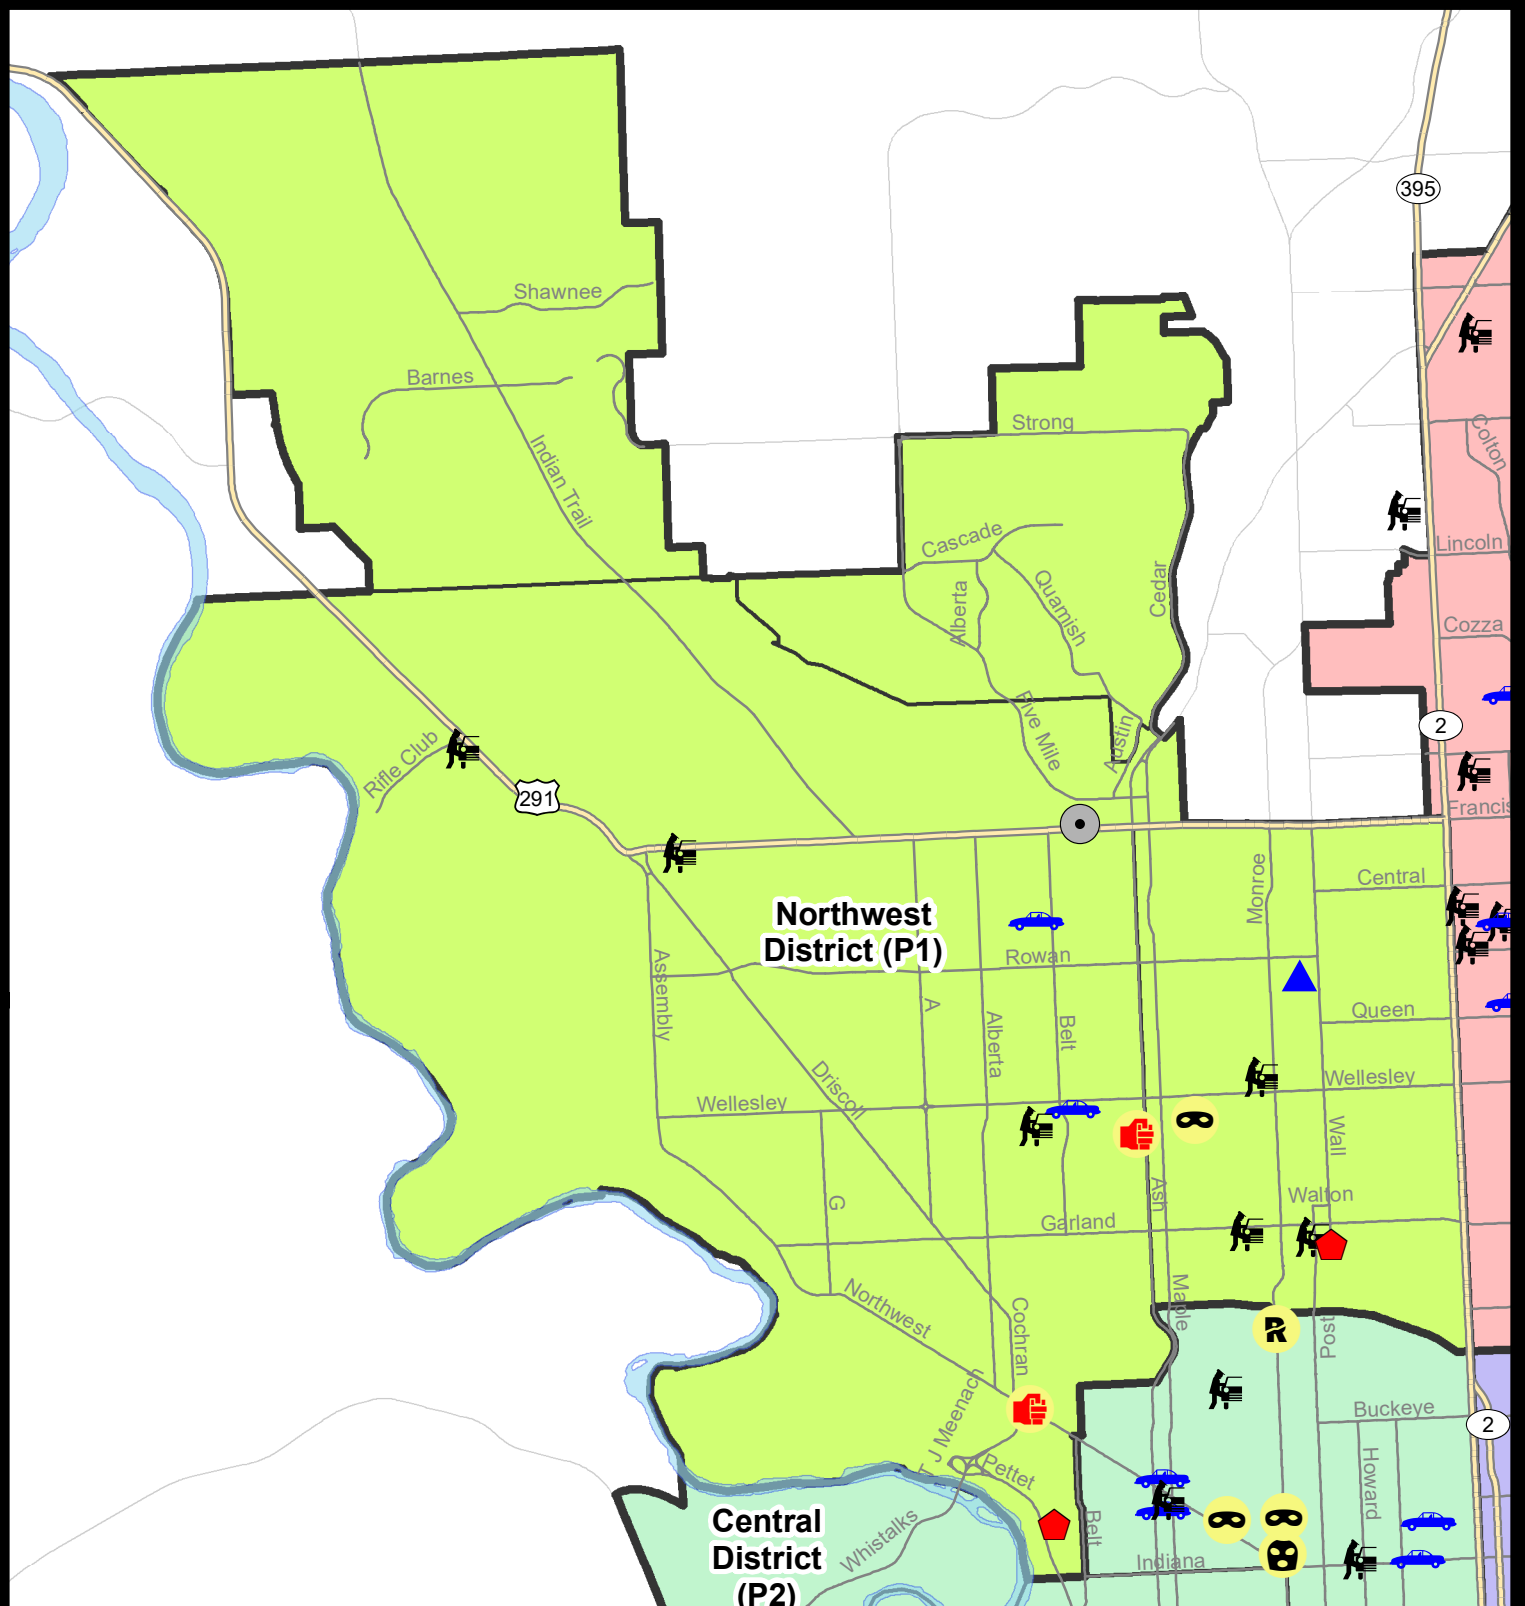 395
Shawnee
Barnes
Strong
Colton
Indian Trail
Cascade
Lincoln
Quamish
Cedar
Alberta
Cozza
Five Mile
Austin
2
Rifle Club
291
Francis
Monroe
Central
Northwest
District (P1)
Rowan
Assembly
A
Alberta
Belt
Queen
Driscoll
Wellesley
Wellesley
Wall
Ash
Walton
G
Garland
Northwest
Cochran
Maple
R
Post
T J Meenach
Buckeye
2
Pettet
Howard
Central
District
(P2)
Whistalks
Belt
Indiana